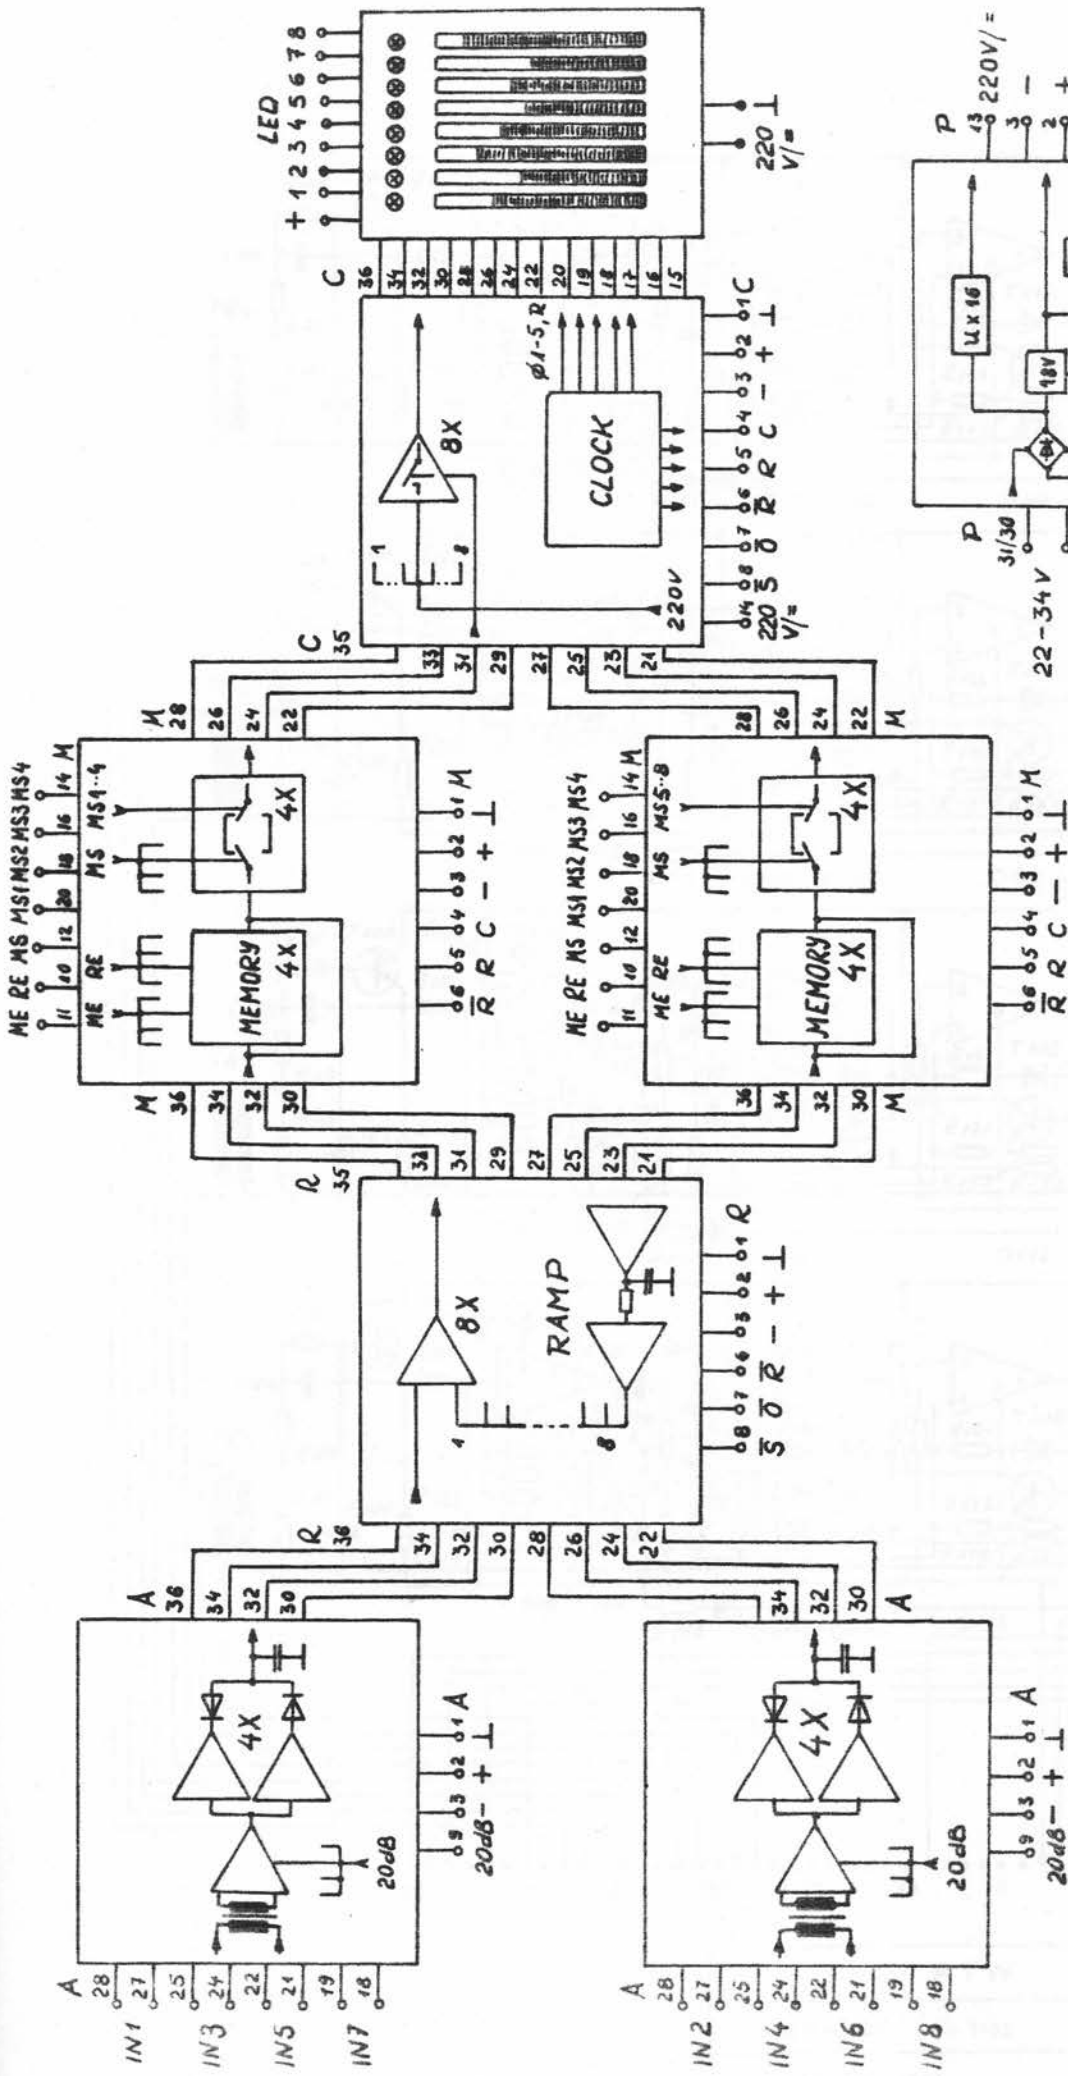 A
28
27
25
24
22
21
19
18
IN1
IN3
IN5
IN7
20dB
4X
A
36
34
32
30
9 3 2 1 A
20dB - + ⊥
A
28
27
25
24
22
21
19
18
IN2
IN4
IN6
IN8
20dB
4X
34
32
30
A
9 3 2 1 A
20dB - + ⊥
R
36
34
32
30
28
26
24
22
1
8
8X
RAMP
R
35
31
29
27
25
23
21
8 7 6 3 2 1 R
S̅ O̅ R̅ - + ⊥
ME RE MS MS1 MS2 MS3 MS4
11 10 12 20 18 16 14 M
ME RE MS MS1..4
M
36
34
32
30
MEMORY
4X
4X
M
28
26
24
22
6 5 4 3 2 1 M
R̅ R C - + ⊥
ME RE MS MS1 MS2 MS3 MS4
11 10 12 20 18 16 14 M
ME RE MS MS5..8
36
34
32
30
M
MEMORY
4X
4X
28
26
24
22
M
6 5 4 3 2 1 M
R̅ R C - + ⊥
C
35
33
31
29
27
25
23
21
1
8
8X
220V
CLOCK
Ø1-5, R
14 8 7 6 5 4 3 2 1 C
220 V/= S̅ O̅ R̅ R C - + ⊥
C
36
34
32
30
28
26
24
22
20
19
18
17
16
15
LED
+ 1 2 3 4 5 6 7 8
220 V/= ⊥
P
31/30
22-34V
Ux16
18V
P
13 220V/=
3 -
2 +